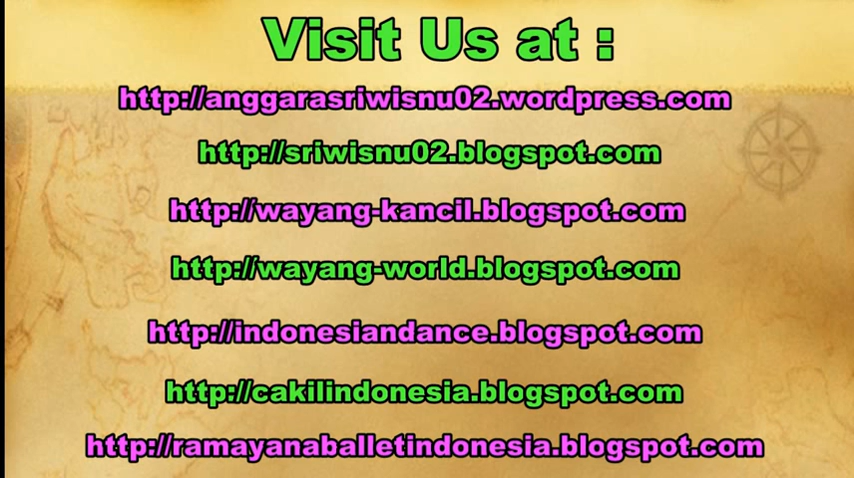 Visit Us at :
http://anggarasriwisnu02.wordpress.com
http://sriwisnu02.blogspot.com
http://wayang-kancil.blogspot.com
http://wayang-world.blogspot.com
http://indonesiandance.blogspot.com
http://cakilindonesia.blogspot.com
http://ramayanaballetindonesia.blogspot.com